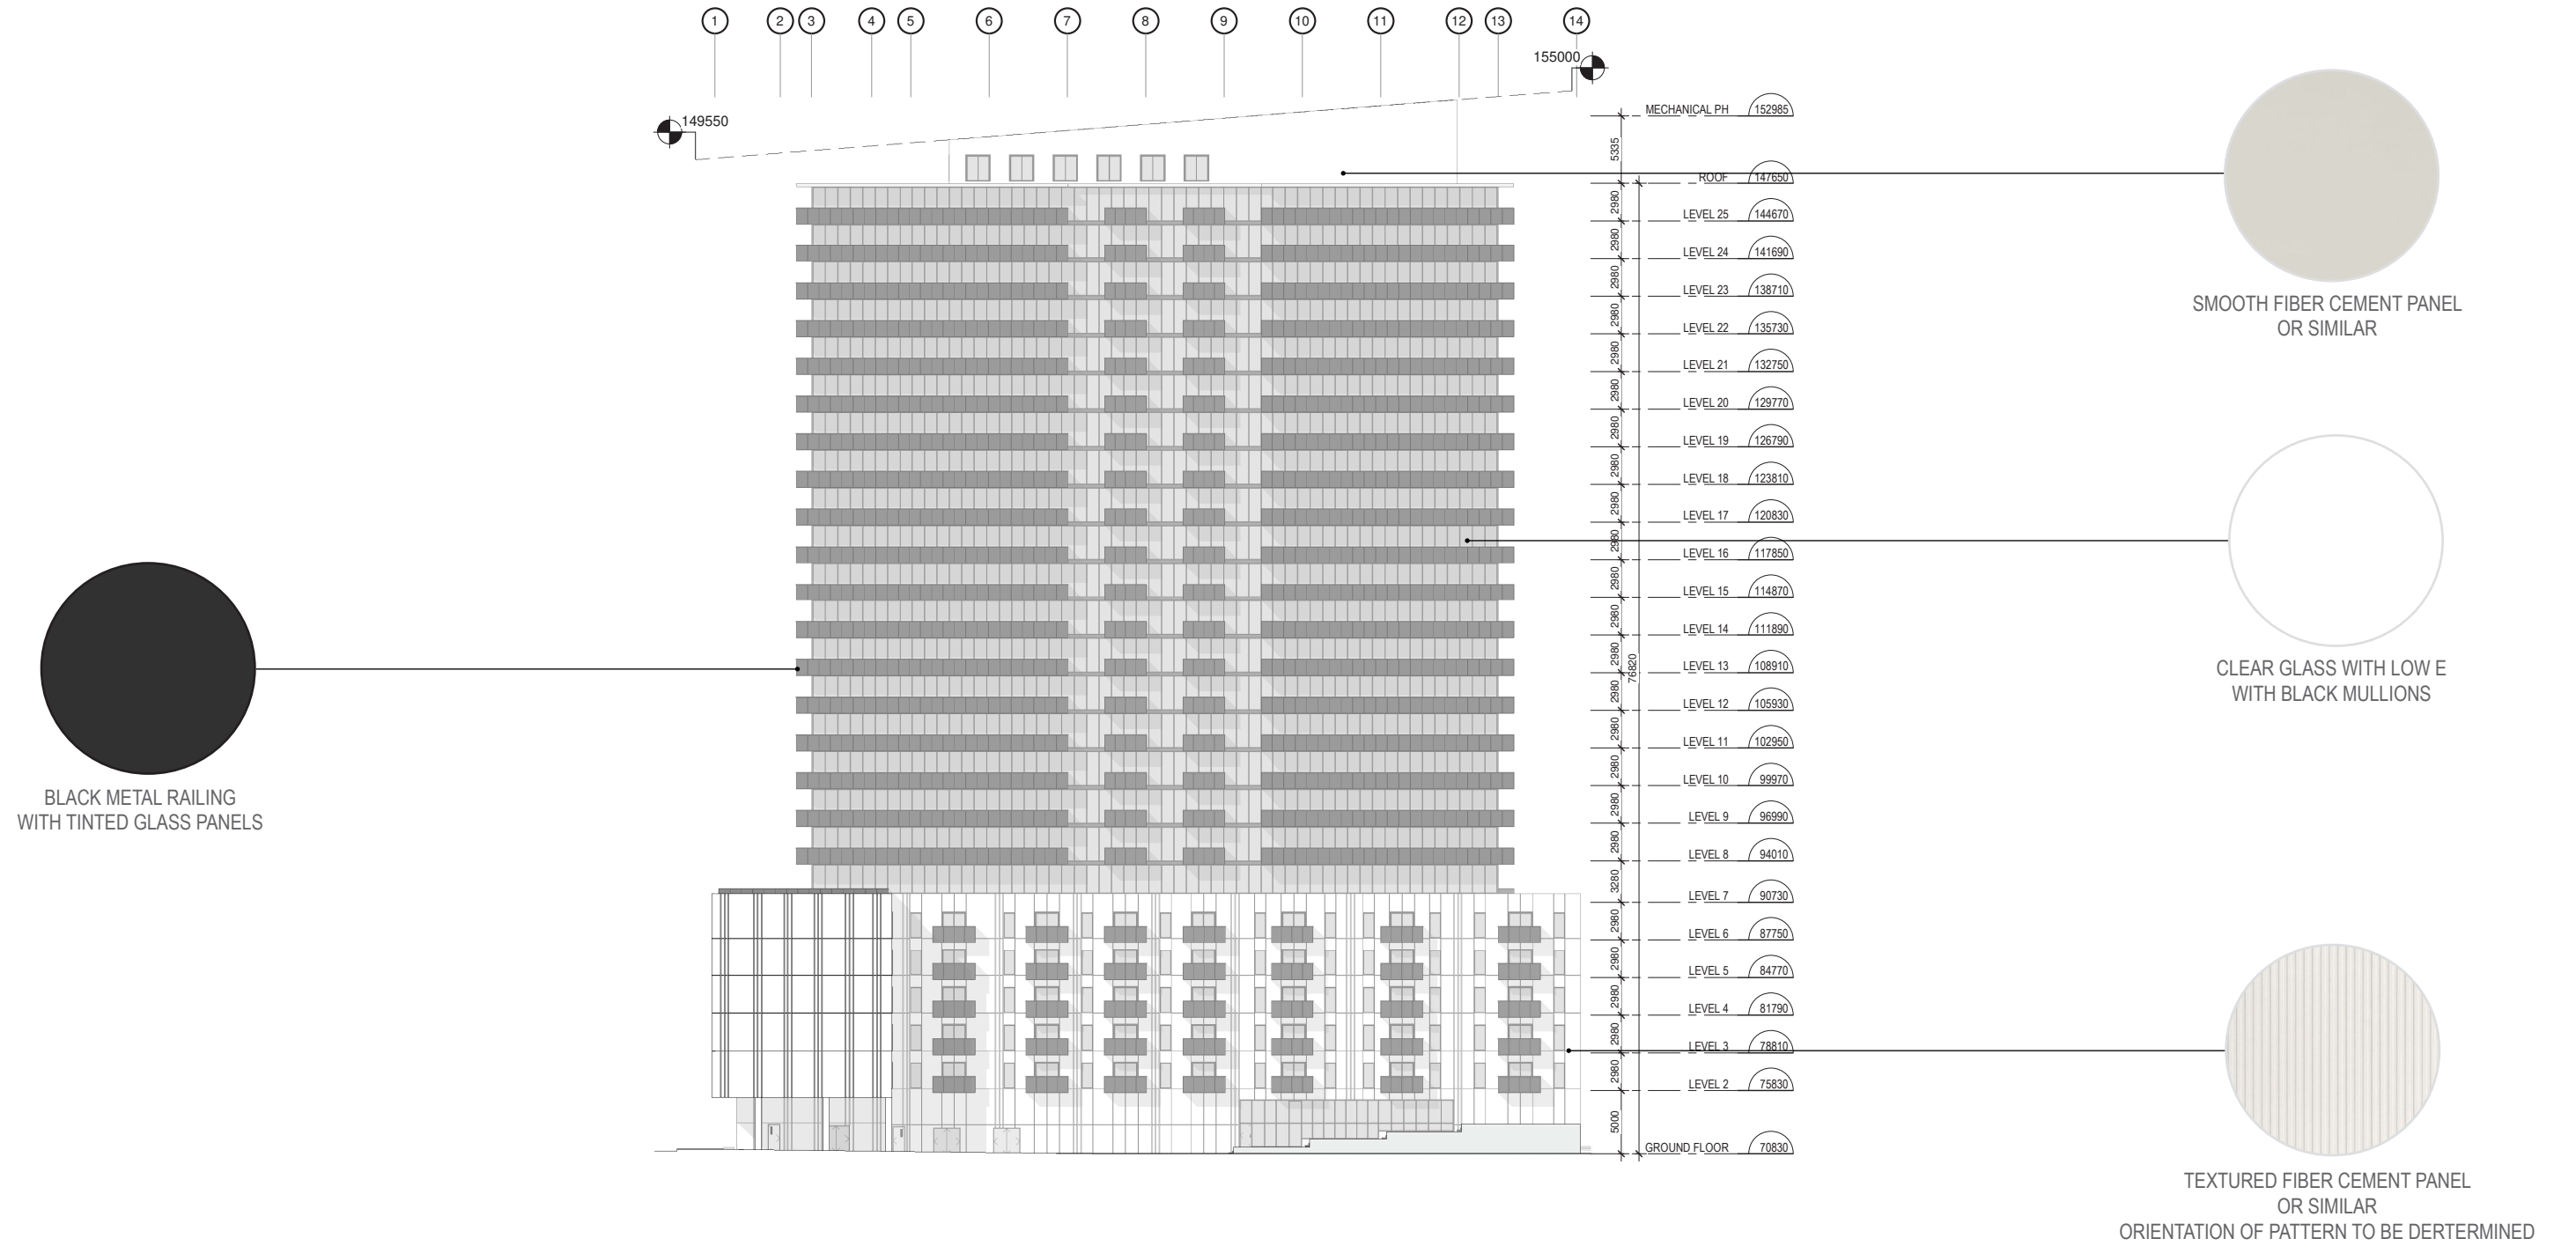 1 2 3 4 5 6 7 8 9 10 11 12 13 14
155000
149550
MECHANICAL PH 152985
5335
ROOF 147650
2980
LEVEL 25 144670
2980
LEVEL 24 141690
2980
LEVEL 23 138710
2980
LEVEL 22 135730
2980
LEVEL 21 132750
2980
LEVEL 20 129770
2980
LEVEL 19 126790
2980
LEVEL 18 123810
2980
LEVEL 17 120830
2980
LEVEL 16 117850
2980
LEVEL 15 114870
2980
LEVEL 14 111890
2980
LEVEL 13 108910
76820
2980
LEVEL 12 105930
2980
LEVEL 11 102950
2980
LEVEL 10 99970
2980
LEVEL 9 96990
2980
LEVEL 8 94010
3280
LEVEL 7 90730
2980
LEVEL 6 87750
2980
LEVEL 5 84770
2980
LEVEL 4 81790
2980
LEVEL 3 78810
2980
LEVEL 2 75830
5000
GROUND FLOOR 70830
BLACK METAL RAILING
WITH TINTED GLASS PANELS
SMOOTH FIBER CEMENT PANEL
OR SIMILAR
CLEAR GLASS WITH LOW E
WITH BLACK MULLIONS
TEXTURED FIBER CEMENT PANEL
OR SIMILAR
ORIENTATION OF PATTERN TO BE DERTERMINED